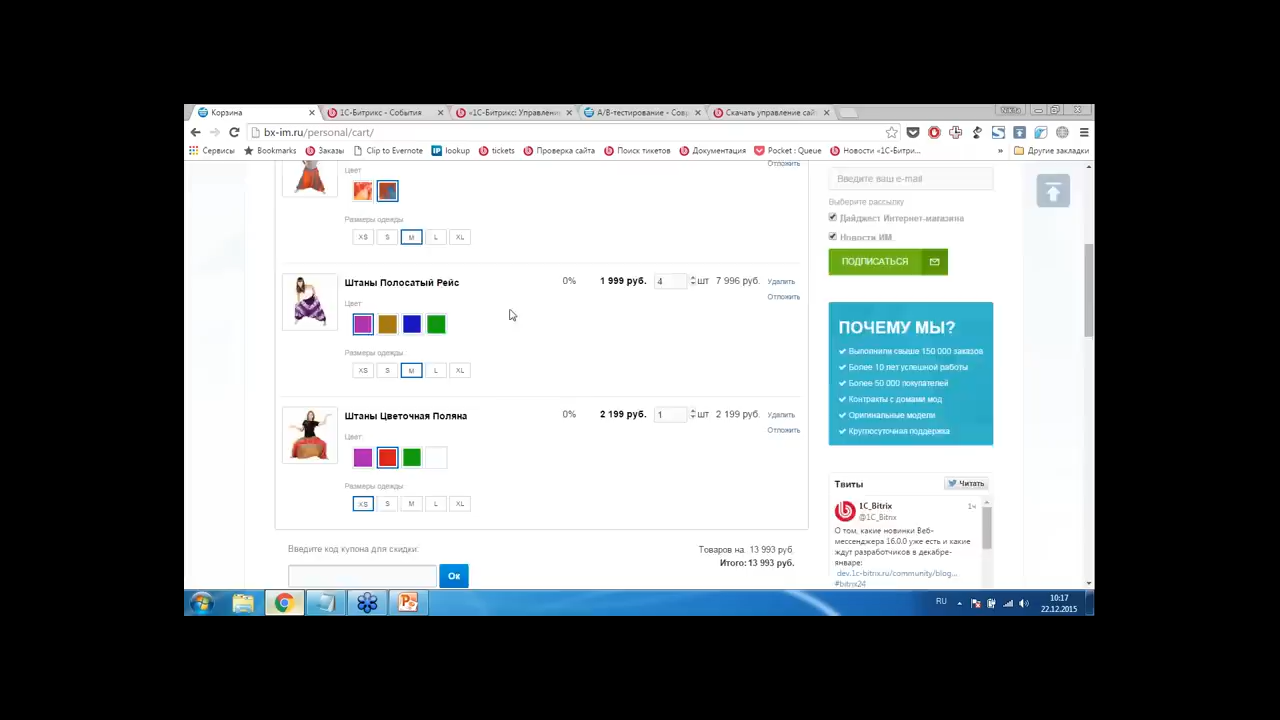 Корзина
1С-Битрикс - События
«1С-Битрикс: Управлени
A/B-тестирование - Сов
Скачать управление сай
Nikita
bx-im.ru/personal/cart/
Сервисы
Bookmarks
Заказы
Clip to Evernote
lookup
tickets
Проверка сайта
Поиск тикетов
Документация
Pocket : Queue
Новости «1С-Битри...
»
Другие закладки
Отложить
Цвет
Размеры одежды
XS S M L XL
Штаны Полосатый Рейс
0% 1 999 руб. 4 шт 7 996 руб. Удалить
Отложить
Цвет
Размеры одежды
XS S M L XL
Штаны Цветочная Поляна
0% 2 199 руб. 1 шт 2 199 руб. Удалить
Отложить
Цвет
Размеры одежды
XS S M L XL
Введите код купона для скидки:
Ок
Товаров на: 13 993 руб.
Итого: 13 993 руб.
Введите ваш e-mail
Выберите рассылку
Дайджест Интернет-магазина
Новости ИМ
ПОДПИСАТЬСЯ
ПОЧЕМУ МЫ?
Выполнили свыше 150 000 заказов
Более 10 лет успешной работы
Более 50 000 покупателей
Контракты с домами мод
Оригинальные модели
Круглосуточная поддержка
Твиты
Читать
1C_Bitrix
1ч
@1C_Bitrix
О том, какие новинки Веб-
мессенджера 16.0.0 уже есть и какие
ждут разработчиков в декабре-
январе:
dev.1c-bitrix.ru/community/blog...
#bitrix24
RU
10:17
22.12.2015